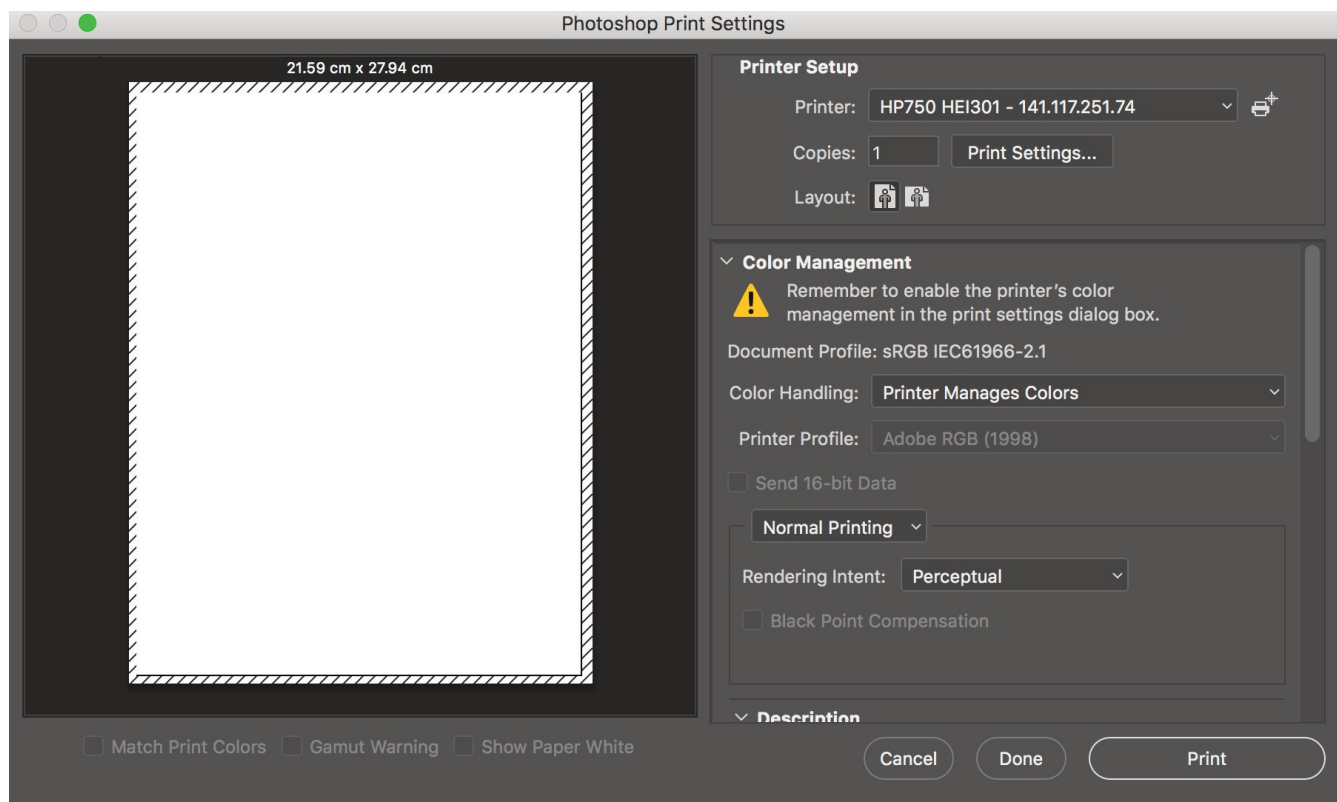 Photoshop Print Settings
21.59 cm x 27.94 cm
Printer Setup
Printer: HP750 HEI301 - 141.117.251.74
Copies: 1 Print Settings...
Layout:
Color Management
Remember to enable the printer's color
management in the print settings dialog box.
Document Profile: sRGB IEC61966-2.1
Color Handling: Printer Manages Colors
Printer Profile: Adobe RGB (1998)
Send 16-bit Data
Normal Printing
Rendering Intent: Perceptual
Black Point Compensation
Description
Match Print Colors Gamut Warning Show Paper White
Cancel Done Print